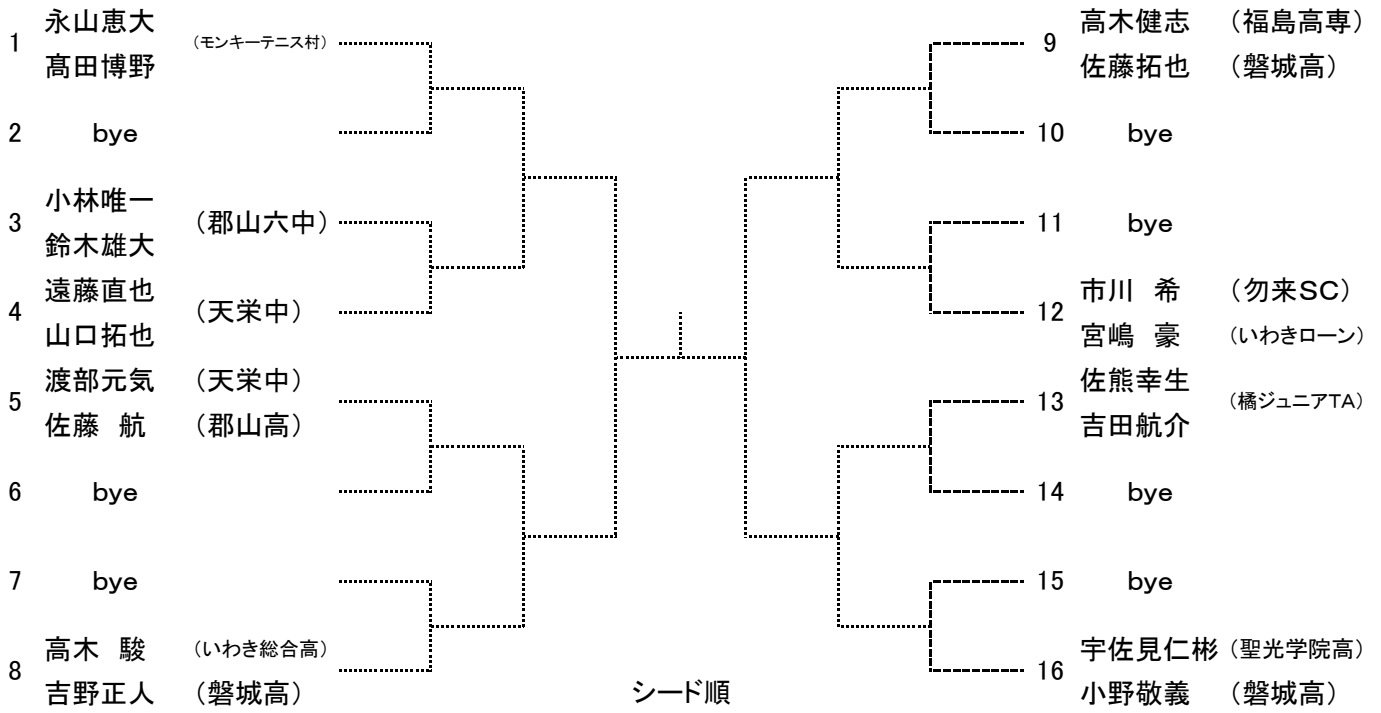 永山恵大
1 (モンキーテニス村)
髙田博野
2 bye
小林唯一
3 （郡山六中）
鈴木雄大
遠藤直也
4 （天栄中）
山口拓也
渡部元気 （天栄中）
5
佐藤 航 （郡山高）
6 bye
7 bye
高木 駿 (いわき総合高)
8
吉野正人 （磐城高）
高木健志 （福島高専）
9
佐藤拓也 （磐城高）
10 bye
11 bye
市川 希 （勿来SC）
12
宮嶋 豪 (いわきローン)
佐熊幸生
13 (橘ジュニアTA)
吉田航介
14 bye
15 bye
宇佐見仁彬 (聖光学院高)
16
小野敬義 （磐城高）
シード順